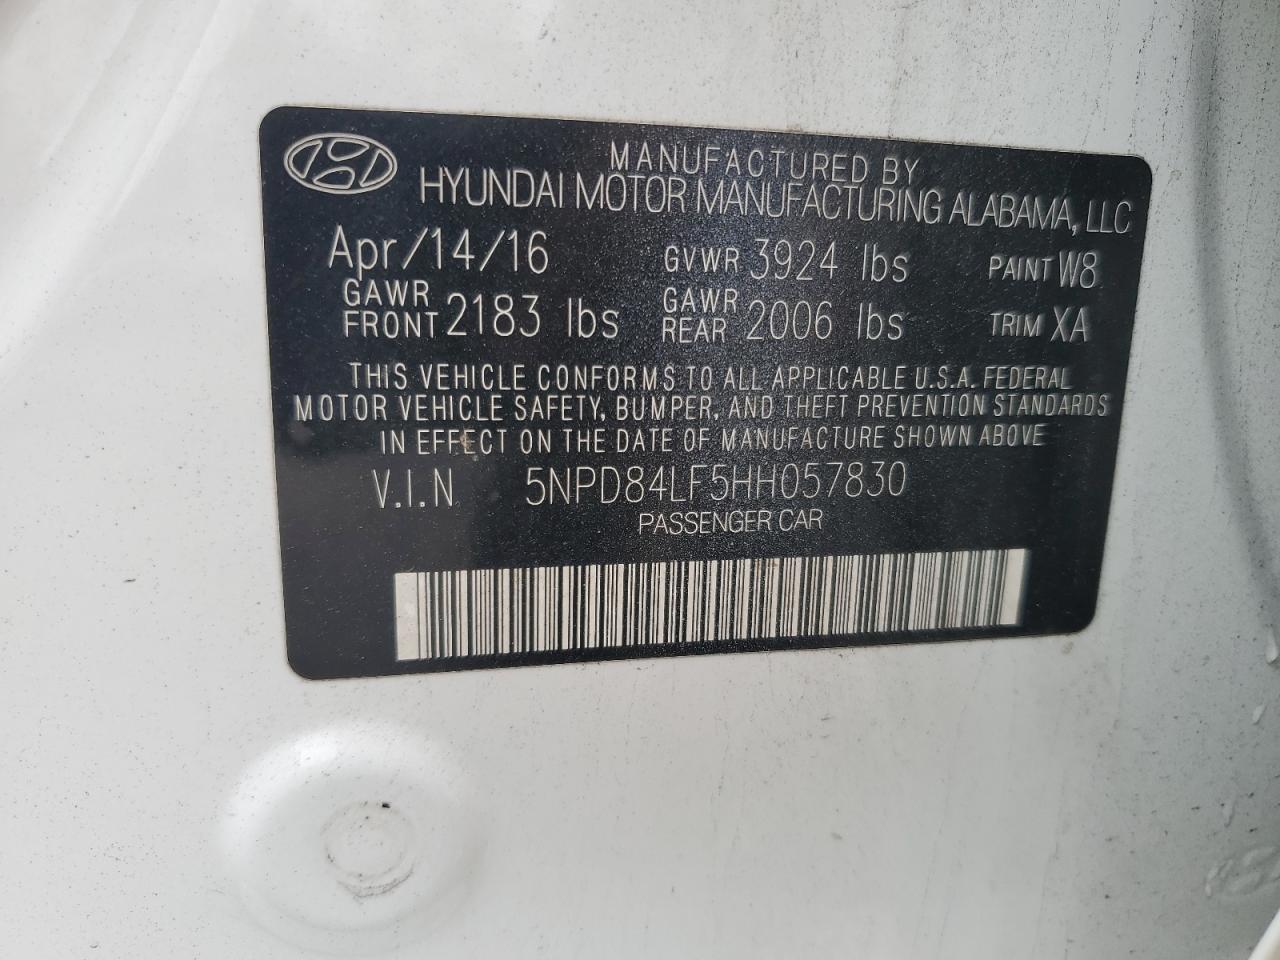 MANUFACTURED BY
HYUNDAI MOTOR MANUFACTURING ALABAMA, LLC
Apr/14/16 GVWR 3924 lbs PAINT W8
GAWR FRONT 2183 lbs GAWR REAR 2006 lbs TRIM XA
THIS VEHICLE CONFORMS TO ALL APPLICABLE U.S.A. FEDERAL
MOTOR VEHICLE SAFETY, BUMPER, AND THEFT PREVENTION STANDARDS
IN EFFECT ON THE DATE OF MANUFACTURE SHOWN ABOVE
V.I.N 5NPD84LF5HH057830
PASSENGER CAR